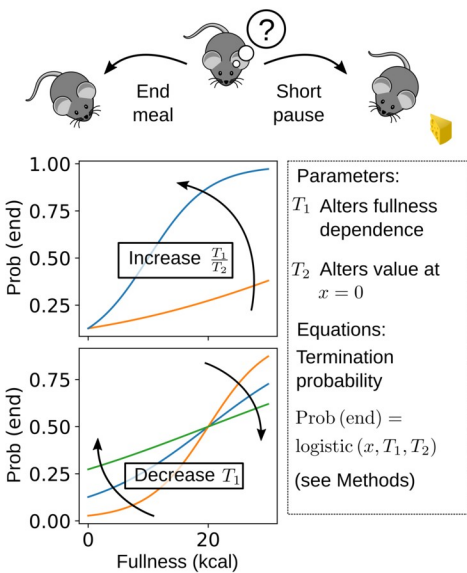 ?
End
meal
Short
pause
1.00
0.75
0.50
0.25
Prob (end)
Increase T1/T2
0.75
0.50
0.25
0.00
Prob (end)
Decrease T1
0
20
Fullness (kcal)
Parameters:
T1 Alters fullness
dependence
T2 Alters value at
x = 0
Equations:
Termination
probability
Prob (end) =
logistic (x, T1, T2)
(see Methods)